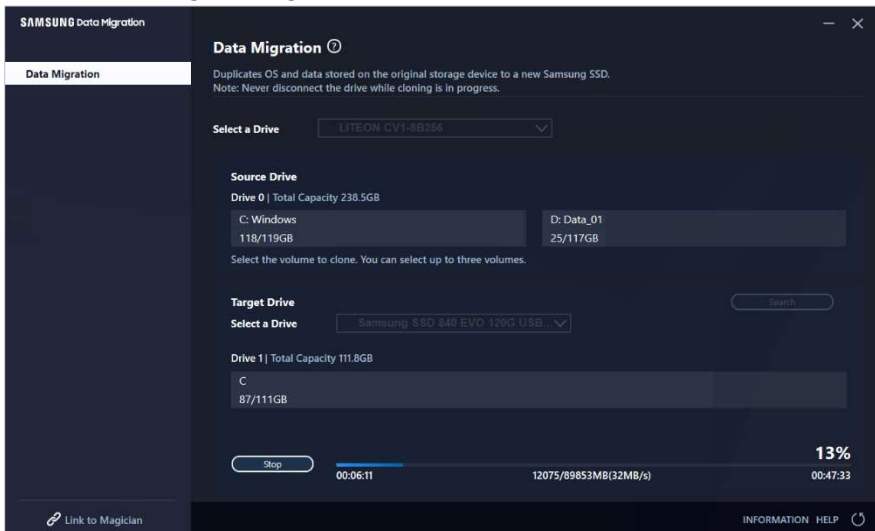 SAMSUNG Data Migration
Data Migration
Data Migration ?
Duplicates OS and data stored on the original storage device to a new Samsung SSD.
Note: Never disconnect the drive while cloning is in progress.
Select a Drive
LITEON CV1-8B256
Source Drive
Drive 0 | Total Capacity 238.5GB
C: Windows
118/119GB
D: Data_01
25/117GB
Select the volume to clone. You can select up to three volumes.
Target Drive
Search
Select a Drive
Samsung SSD 840 EVO 120G USB...
Drive 1 | Total Capacity 111.8GB
C
87/111GB
13%
Stop
00:06:11
12075/89853MB(32MB/s)
00:47:33
Link to Magician
INFORMATION HELP